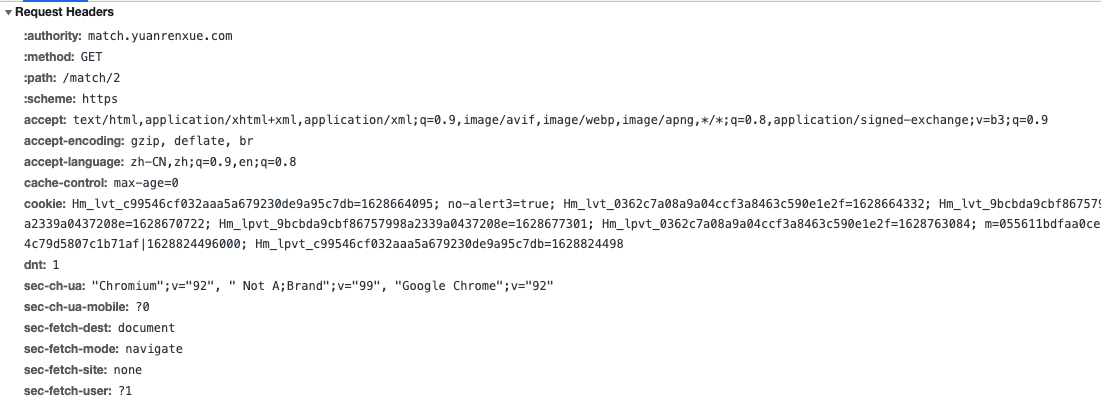 Request Headers
:authority: match.yuanrenxue.com
:method: GET
:path: /match/2
:scheme: https
accept: text/html,application/xhtml+xml,application/xml;q=0.9,image/avif,image/webp,image/apng,*/*;q=0.8,application/signed-exchange;v=b3;q=0.9
accept-encoding: gzip, deflate, br
accept-language: zh-CN,zh;q=0.9,en;q=0.8
cache-control: max-age=0
cookie: Hm_lvt_c99546cf032aaa5a679230de9a95c7db=1628664095; no-alert3=true; Hm_lvt_0362c7a08a9a04ccf3a8463c590e1e2f=1628664332; Hm_lvt_9bcbda9cbf867579
a2339a0437208e=1628670722; Hm_lpvt_9bcbda9cbf86757998a2339a0437208e=1628677301; Hm_lpvt_0362c7a08a9a04ccf3a8463c590e1e2f=1628763084; m=055611bdfaa0ce
4c79d5807c1b71af|1628824496000; Hm_lpvt_c99546cf032aaa5a679230de9a95c7db=1628824498
dnt: 1
sec-ch-ua: "Chromium";v="92", " Not A;Brand";v="99", "Google Chrome";v="92"
sec-ch-ua-mobile: ?0
sec-fetch-dest: document
sec-fetch-mode: navigate
sec-fetch-site: none
sec-fetch-user: ?1